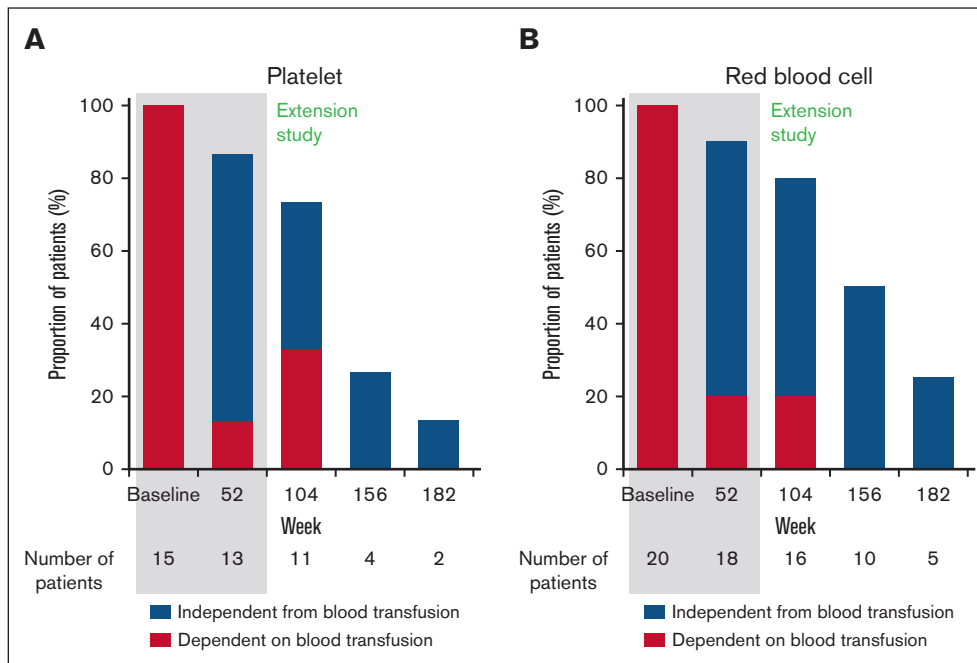 A
Platelet
Extension
study
Proportion of patients (%)
100
80
60
40
20
0
Baseline 52 104 156 182
Week
Number of
patients
15 13 11 4 2
Independent from blood transfusion
Dependent on blood transfusion
B
Red blood cell
Extension
study
Proportion of patients (%)
100
80
60
40
20
0
Baseline 52 104 156 182
Week
Number of
patients
20 18 16 10 5
Independent from blood transfusion
Dependent on blood transfusion